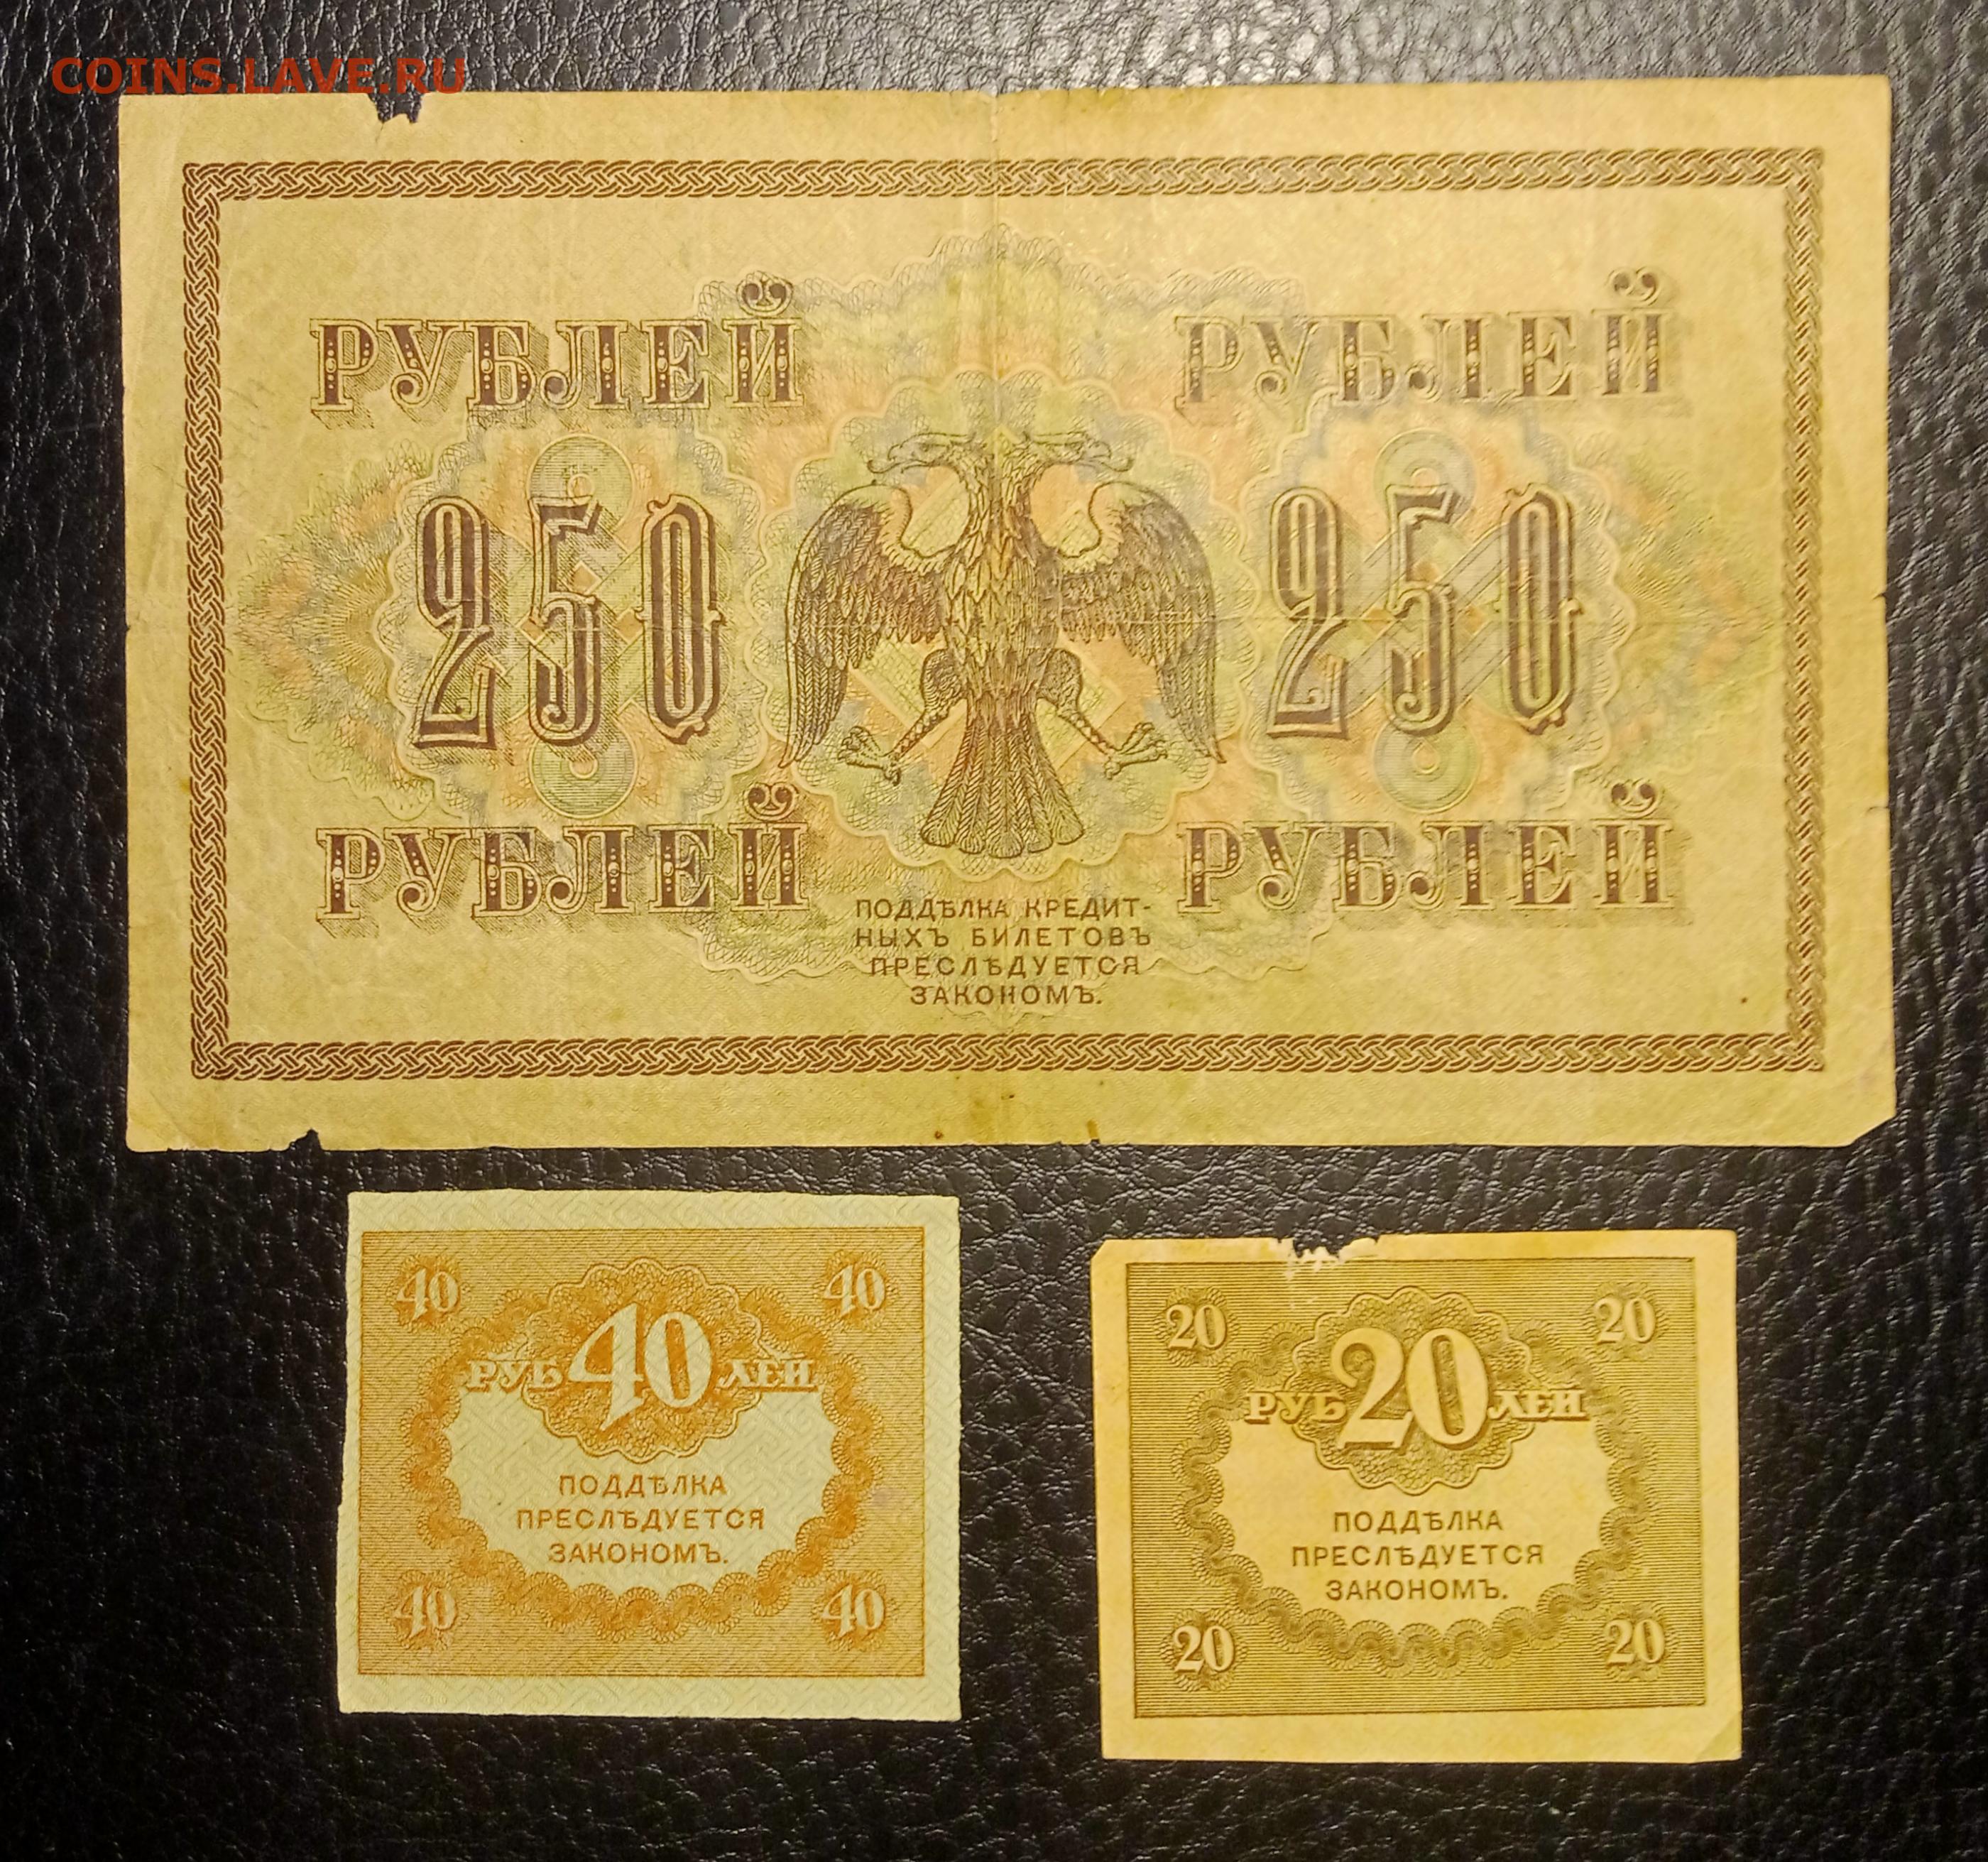 COINS.LAVE.RU
РУБЛЕЙ РУБЛЕЙ
250 250
РУБЛЕЙ РУБЛЕЙ
ПОДДѢЛКА КРЕДИТ-
НЫХЪ БИЛЕТОВЪ
ПРЕСЛѢДУЕТСЯ
ЗАКОНОМЪ.
40 40
РУБ 40 ЛЕЙ
ПОДДѢЛКА
ПРЕСЛѢДУЕТСЯ
ЗАКОНОМЪ.
40 40
20 20
РУБ 20 ЛЕЙ
ПОДДѢЛКА
ПРЕСЛѢДУЕТСЯ
ЗАКОНОМЪ.
20 20